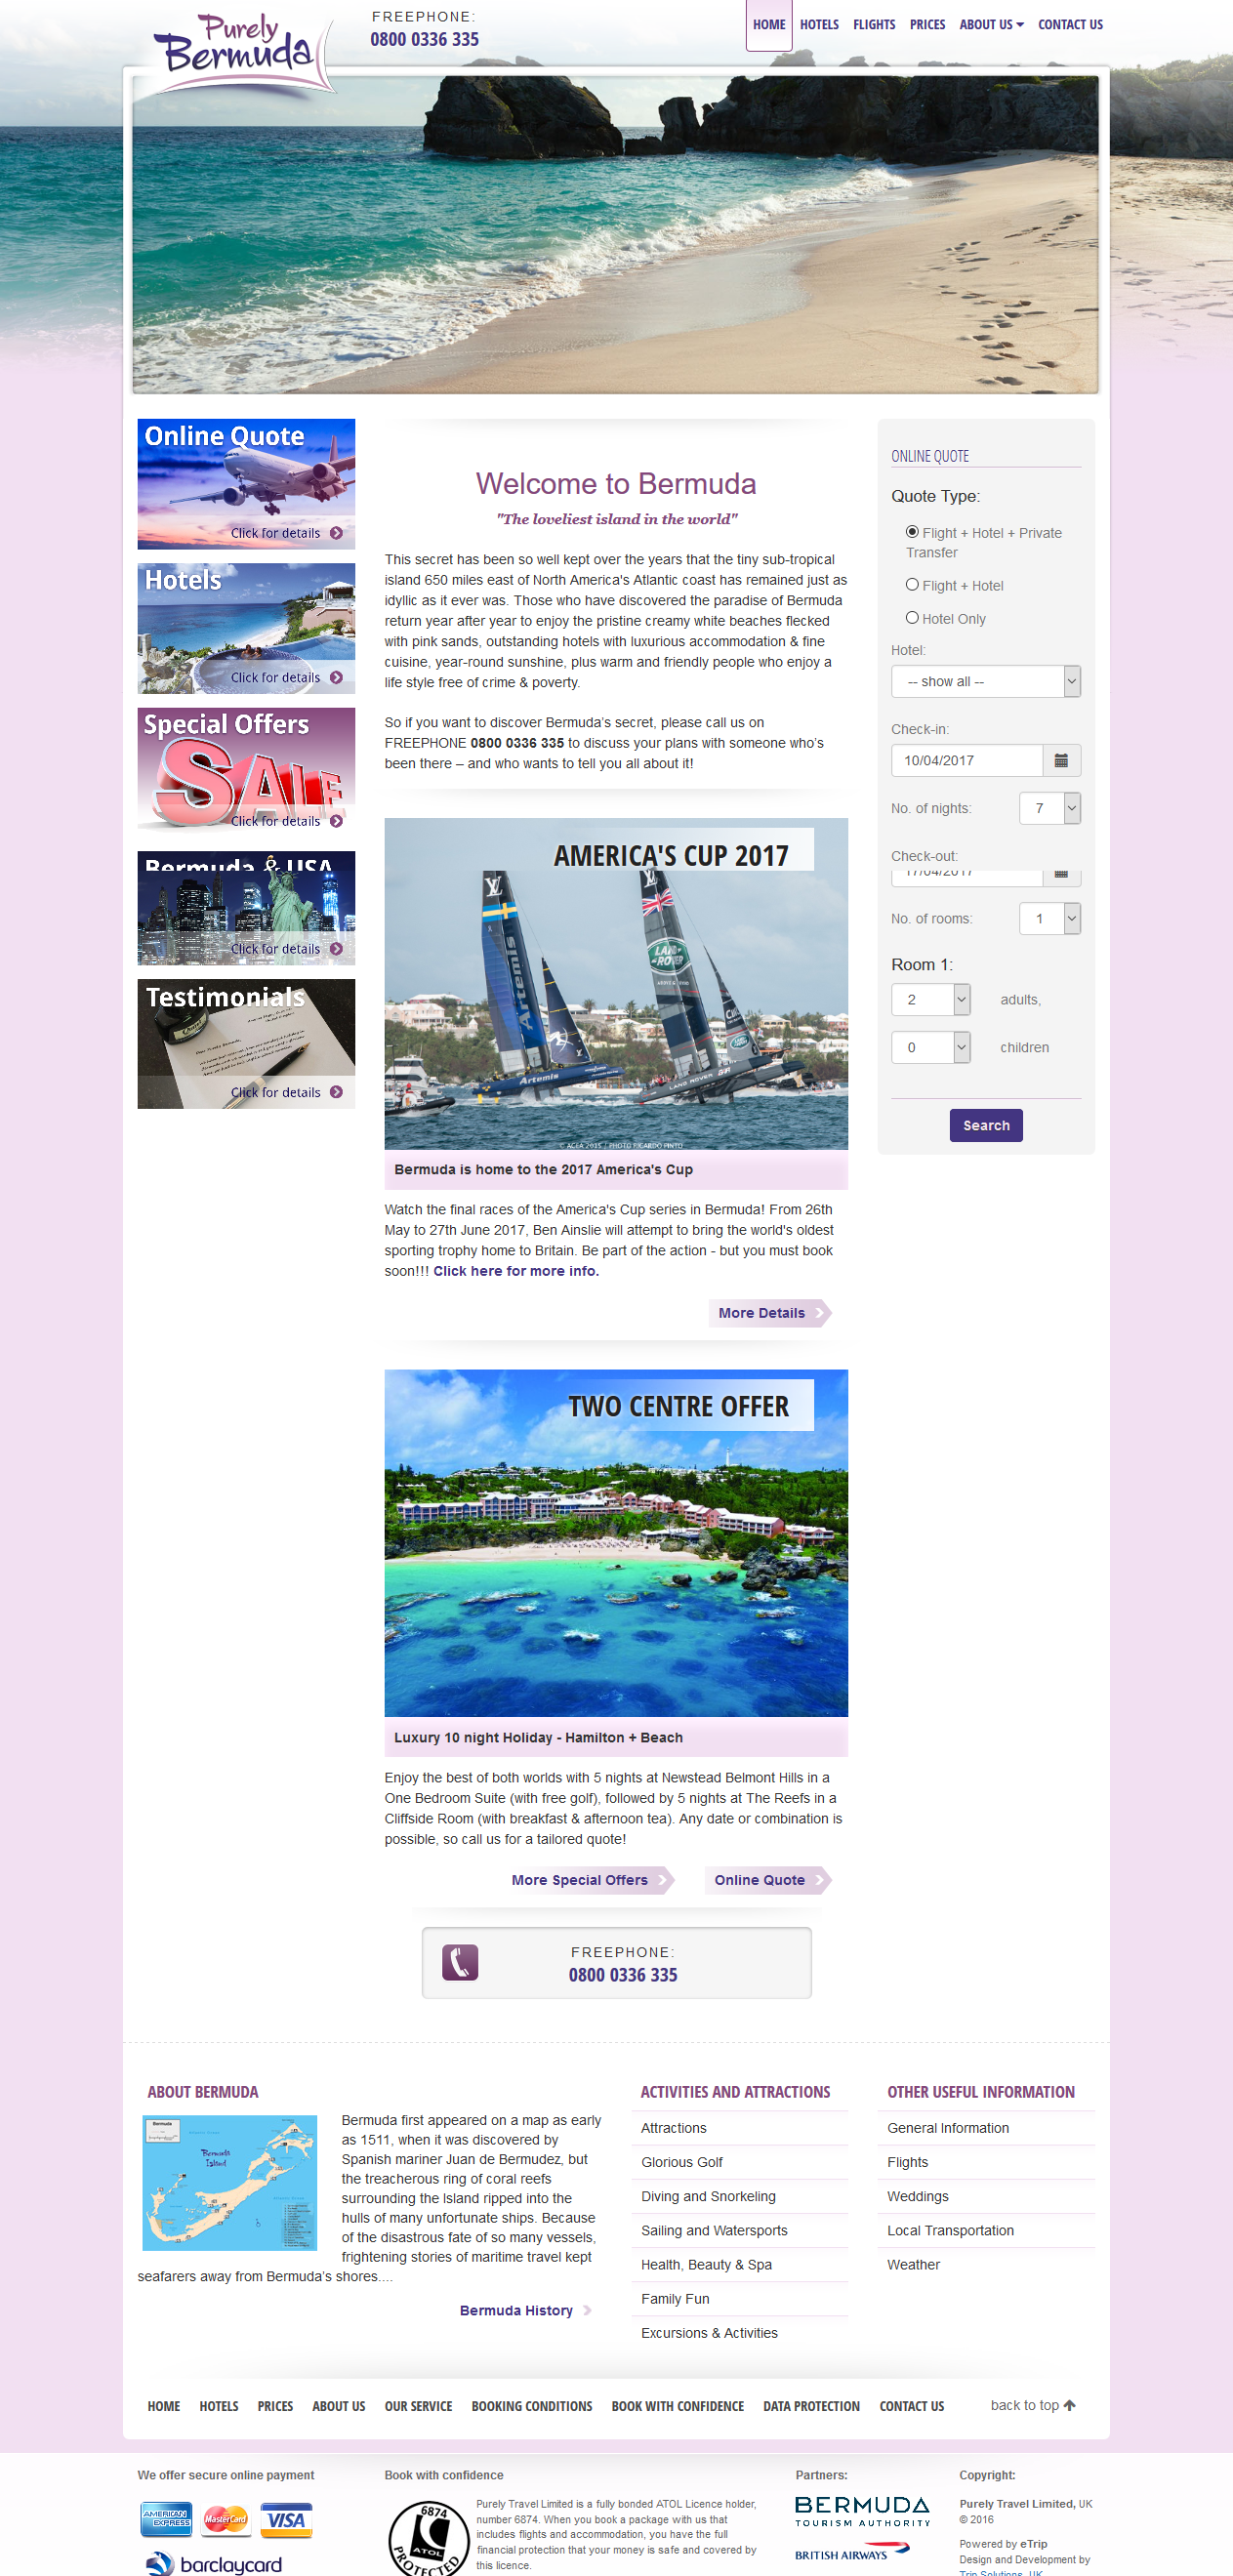 Purely
Bermuda
FREEPHONE:
0800 0336 335
HOME HOTELS FLIGHTS PRICES ABOUT US CONTACT US
Online Quote
Click for details
Hotels
Click for details
Special Offers
SALE
Click for details
Bermuda & USA
Click for details
Testimonials
Click for details
Welcome to Bermuda
"The loveliest island in the world"
This secret has been so well kept over the years that the tiny sub-tropical
island 650 miles east of North America's Atlantic coast has remained just as
idyllic as it ever was. Those who have discovered the paradise of Bermuda
return year after year to enjoy the pristine creamy white beaches flecked
with pink sands, outstanding hotels with luxurious accommodation & fine
cuisine, year-round sunshine, plus warm and friendly people who enjoy a
life style free of crime & poverty.
So if you want to discover Bermuda's secret, please call us on
FREEPHONE 0800 0336 335 to discuss your plans with someone who's
been there – and who wants to tell you all about it!
AMERICA'S CUP 2017
Artemis
LAND ROVER
Artemis
LAND ROVER
© ACEA 2015 / PHOTO RICARDO PINTO
Bermuda is home to the 2017 America's Cup
Watch the final races of the America's Cup series in Bermuda! From 26th
May to 27th June 2017, Ben Ainslie will attempt to bring the world's oldest
sporting trophy home to Britain. Be part of the action - but you must book
soon!!! Click here for more info.
More Details
TWO CENTRE OFFER
Luxury 10 night Holiday - Hamilton + Beach
Enjoy the best of both worlds with 5 nights at Newstead Belmont Hills in a
One Bedroom Suite (with free golf), followed by 5 nights at The Reefs in a
Cliffside Room (with breakfast & afternoon tea). Any date or combination is
possible, so call us for a tailored quote!
More Special Offers
Online Quote
FREEPHONE:
0800 0336 335
ONLINE QUOTE
Quote Type:
Flight + Hotel + Private
Transfer
Flight + Hotel
Hotel Only
Hotel:
-- show all --
Check-in:
10/04/2017
No. of nights: 7
Check-out:
17/04/2017
No. of rooms: 1
Room 1:
2 adults,
0 children
Search
ABOUT BERMUDA
Bermuda
Bermuda
Island
Bermuda first appeared on a map as early
as 1511, when it was discovered by
Spanish mariner Juan de Bermudez, but
the treacherous ring of coral reefs
surrounding the Island ripped into the
hulls of many unfortunate ships. Because
of the disastrous fate of so many vessels,
frightening stories of maritime travel kept
seafarers away from Bermuda's shores....
Bermuda History
ACTIVITIES AND ATTRACTIONS
Attractions
Glorious Golf
Diving and Snorkeling
Sailing and Watersports
Health, Beauty & Spa
Family Fun
Excursions & Activities
OTHER USEFUL INFORMATION
General Information
Flights
Weddings
Local Transportation
Weather
HOME HOTELS PRICES ABOUT US OUR SERVICE BOOKING CONDITIONS BOOK WITH CONFIDENCE DATA PROTECTION CONTACT US back to top
We offer secure online payment
AMERICAN EXPRESS MasterCard VISA
barclaycard
Book with confidence
6874
ATOL
PROTECTED
Purely Travel Limited is a fully bonded ATOL Licence holder,
number 6874. When you book a package with us that
includes flights and accommodation, you have the full
financial protection that your money is safe and covered by
this licence.
Partners:
BERMUDA
TOURISM AUTHORITY
BRITISH AIRWAYS
Copyright:
Purely Travel Limited, UK
© 2016
Powered by eTrip
Design and Development by
Trip Solutions, UK